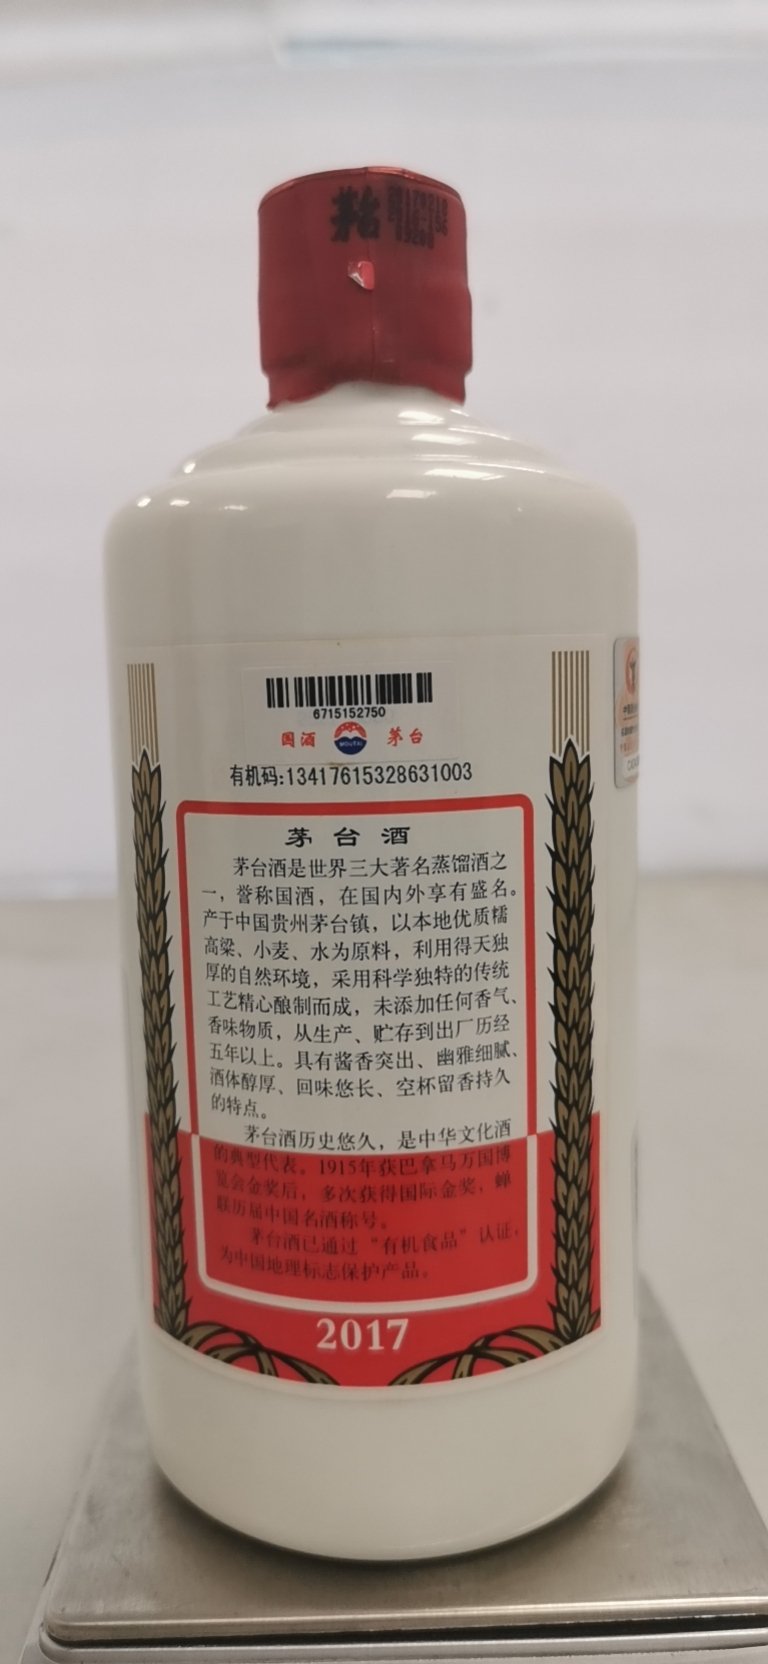 茅台
6715152750
国酒 MOUTAI 茅台
有机码:13417615328631003
茅台酒
茅台酒是世界三大著名蒸馏酒之
一，誉称国酒，在国内外享有盛名。
产于中国贵州茅台镇，以本地优质糯
高粱、小麦、水为原料，利用得天独
厚的自然环境，采用科学独特的传统
工艺精心酿制而成，未添加任何香气、
香味物质，从生产、贮存到出厂历经
五年以上。具有酱香突出、幽雅细腻、
酒体醇厚、回味悠长、空杯留香持久
的特点。
茅台酒历史悠久，是中华文化酒
的典型代表。1915年获巴拿马万国博
览会金奖后，多次获得国际金奖，蝉
联历届中国名酒称号。
茅台酒已通过“有机食品”认证，
为中国地理标志保护产品。
2017